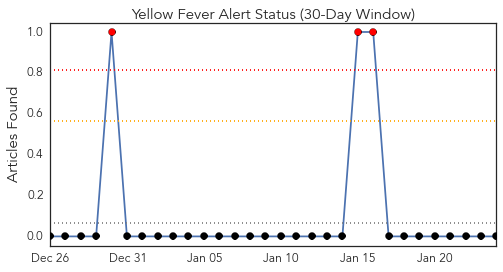 Yellow Fever Alert Status (30-Day Window)
Articles Found
1.0
0.8
0.6
0.4
0.2
0.0
Dec 26 Dec 31 Jan 05 Jan 10 Jan 15 Jan 20